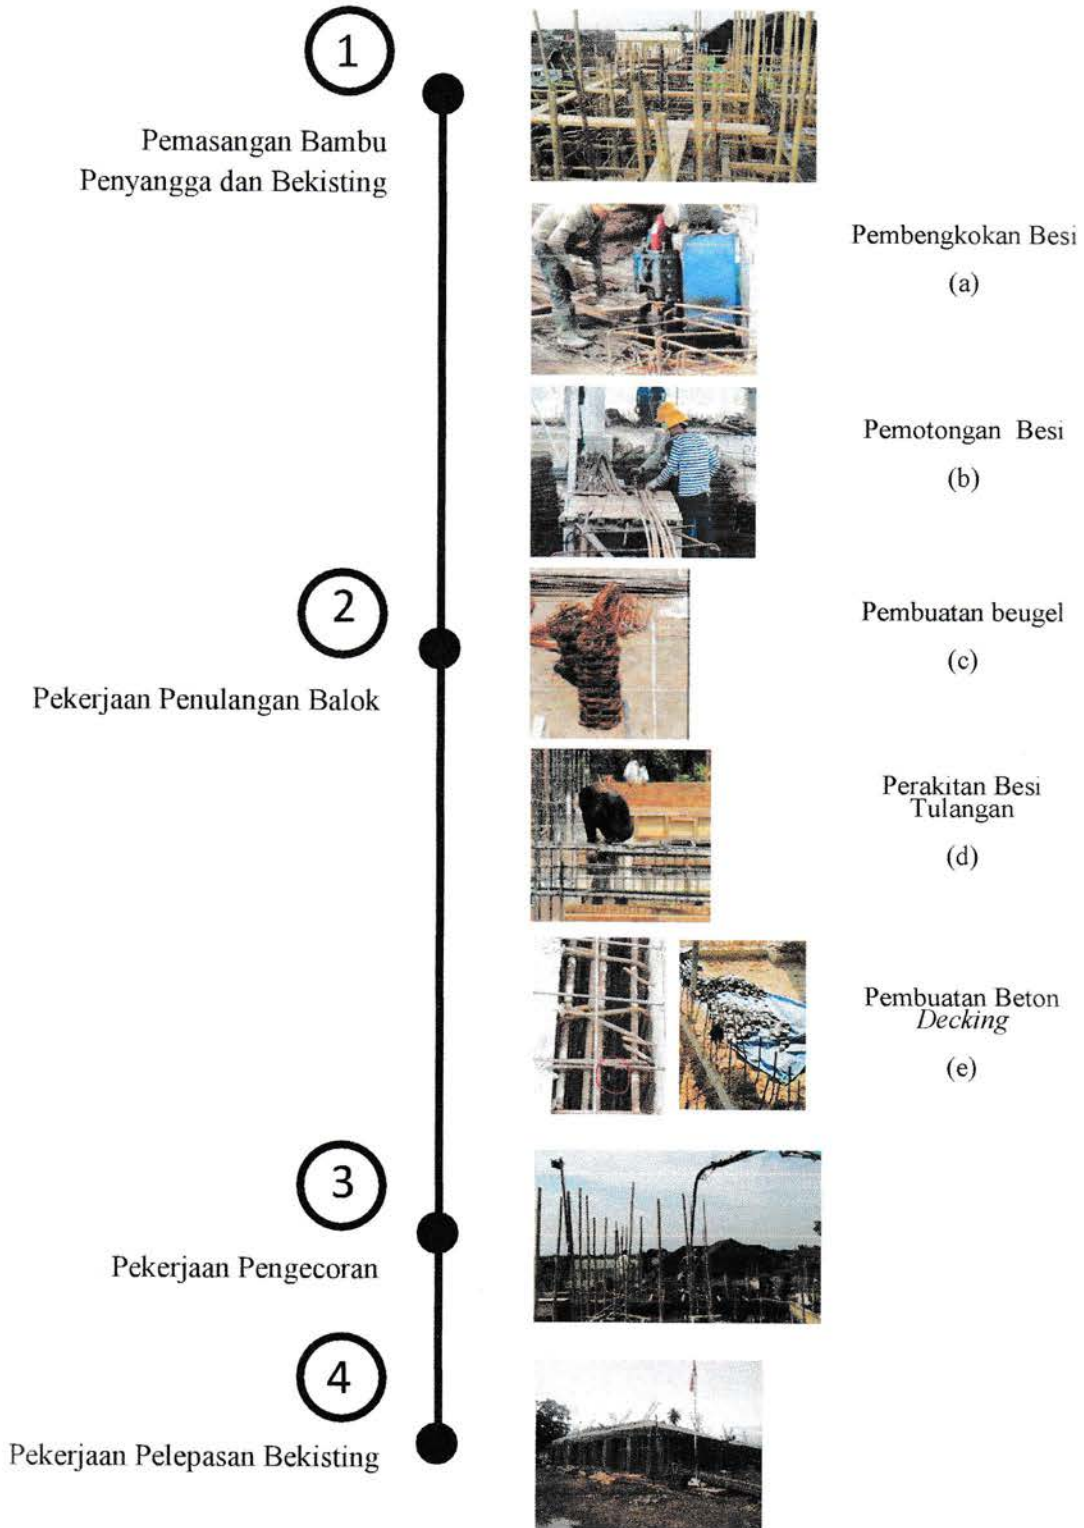 1
Pemasangan Bambu
Penyangga dan Bekisting
Pembengkokan Besi
(a)
Pemotongan Besi
(b)
2
Pekerjaan Penulangan Balok
Pembuatan beugel
(c)
Perakitan Besi
Tulangan
(d)
Pembuatan Beton
Decking
(e)
3
Pekerjaan Pengecoran
4
Pekerjaan Pelepasan Bekisting